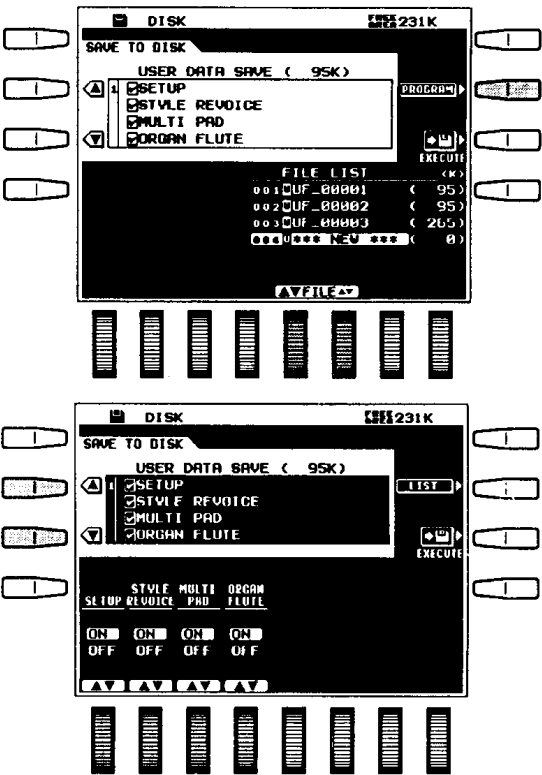 DISK FREE AREA 231K
SAVE TO DISK
USER DATA SAVE ( 95K)
1 SETUP
STYLE REVOICE
MULTI PAD
ORGAN FLUTE
PROGRAM
EXECUTE
FILE LIST (K)
001 UF_00001 ( 95)
002 UF_00002 ( 95)
003 UF_00003 ( 265)
004 *** NEW *** ( 0)
▲▼FILE▲▼
DISK FREE AREA 231K
SAVE TO DISK
USER DATA SAVE ( 95K)
1 SETUP
STYLE REVOICE
MULTI PAD
ORGAN FLUTE
LIST
EXECUTE
SETUP STYLE REVOICE MULTI PAD ORGAN FLUTE
ON ON ON ON
OFF OFF OFF OFF
▲▼ ▲▼ ▲▼ ▲▼